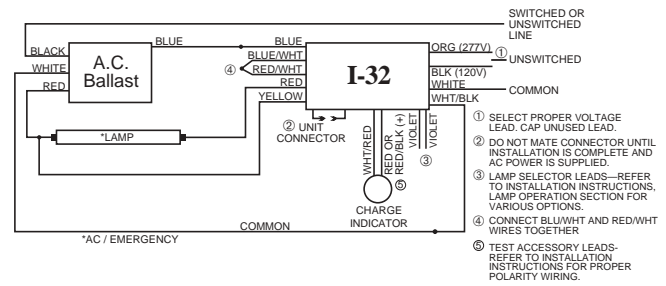 SWITCHED OR
UNSWITCHED
LINE
BLACK
BLUE
BLUE
ORG (277V)
①
UNSWITCHED
A.C.
Ballast
BLUE/WHT
④
RED/WHT
I-32
BLK (120V)
WHITE
RED
RED
WHITE
COMMON
YELLOW
WHT/BLK
*LAMP
② UNIT
CONNECTOR
WHT/RED
RED OR
RED/BLK (+)
⑤
VIOLET
VIOLET
③
CHARGE
INDICATOR
COMMON
*AC / EMERGENCY
① SELECT PROPER VOLTAGE
LEAD. CAP UNUSED LEAD.
② DO NOT MATE CONNECTOR UNTIL
INSTALLATION IS COMPLETE AND
AC POWER IS SUPPLIED.
③ LAMP SELECTOR LEADS—REFER
TO INSTALLATION INSTRUCTIONS,
LAMP OPERATION SECTION FOR
VARIOUS OPTIONS.
④ CONNECT BLU/WHT AND RED/WHT
WIRES TOGETHER
⑤ TEST ACCESSORY LEADS-
REFER TO INSTALLATION
INSTRUCTIONS FOR PROPER
POLARITY WIRING.